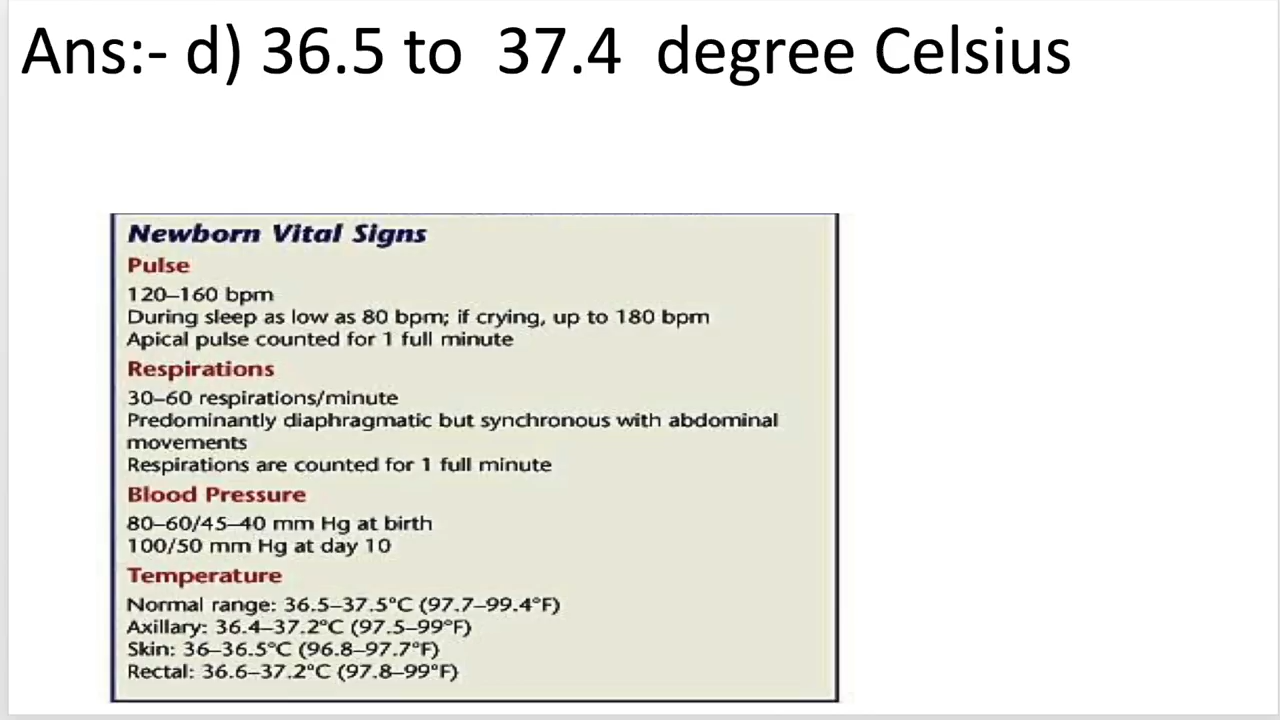 Ans:- d) 36.5 to 37.4 degree Celsius
Newborn Vital Signs
Pulse
120–160 bpm
During sleep as low as 80 bpm; if crying, up to 180 bpm
Apical pulse counted for 1 full minute
Respirations
30–60 respirations/minute
Predominantly diaphragmatic but synchronous with abdominal
movements
Respirations are counted for 1 full minute
Blood Pressure
80–60/45–40 mm Hg at birth
100/50 mm Hg at day 10
Temperature
Normal range: 36.5–37.5°C (97.7–99.4°F)
Axillary: 36.4–37.2°C (97.5–99°F)
Skin: 36–36.5°C (96.8–97.7°F)
Rectal: 36.6–37.2°C (97.8–99°F)